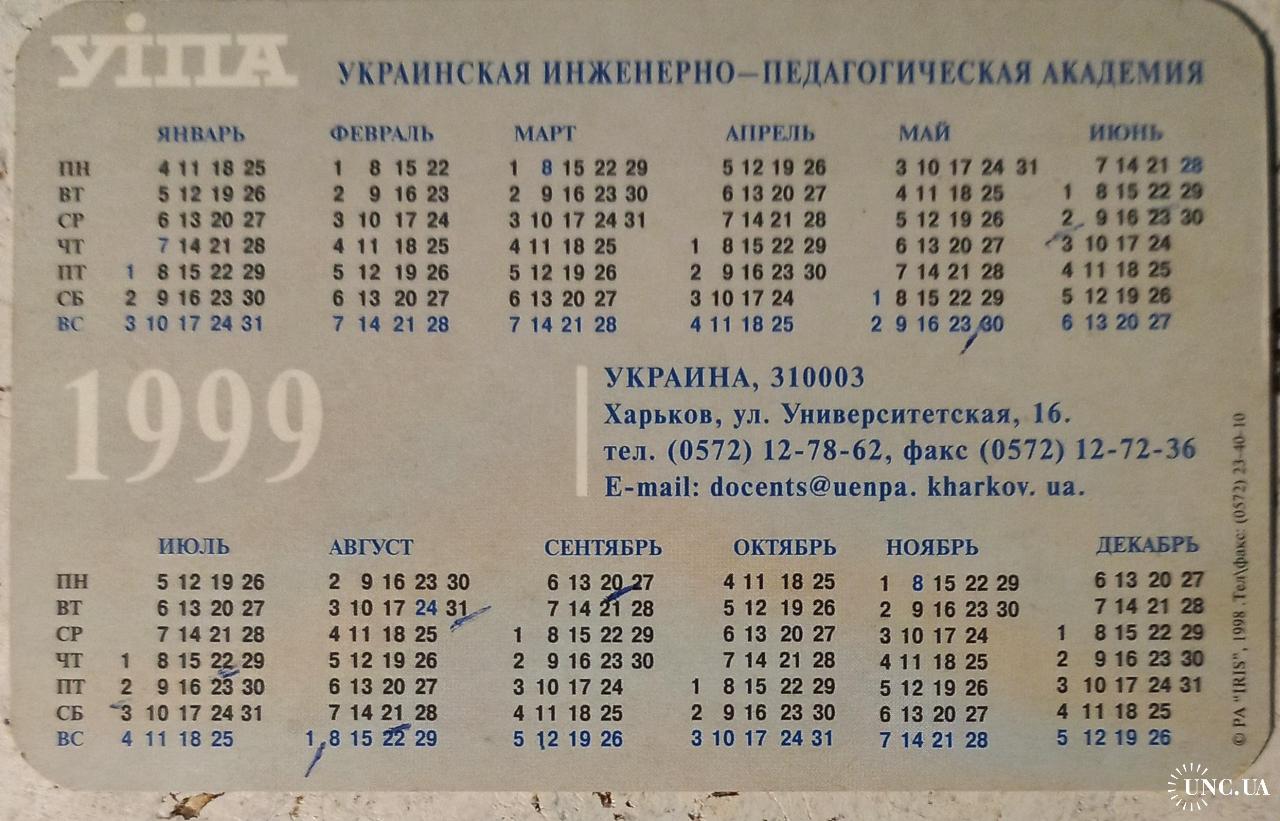 УІПА
УКРАИНСКАЯ ИНЖЕНЕРНО—ПЕДАГОГИЧЕСКАЯ АКАДЕМИЯ
ЯНВАРЬ ФЕВРАЛЬ МАРТ АПРЕЛЬ МАЙ ИЮНЬ
ПН 4 11 18 25 1 8 15 22 1 8 15 22 29 5 12 19 26 3 10 17 24 31 7 14 21 28
ВТ 5 12 19 26 2 9 16 23 2 9 16 23 30 6 13 20 27 4 11 18 25 1 8 15 22 29
СР 6 13 20 27 3 10 17 24 3 10 17 24 31 7 14 21 28 5 12 19 26 2 9 16 23 30
ЧТ 7 14 21 28 4 11 18 25 4 11 18 25 1 8 15 22 29 6 13 20 27 3 10 17 24
ПТ 1 8 15 22 29 5 12 19 26 5 12 19 26 2 9 16 23 30 7 14 21 28 4 11 18 25
СБ 2 9 16 23 30 6 13 20 27 6 13 20 27 3 10 17 24 1 8 15 22 29 5 12 19 26
ВС 3 10 17 24 31 7 14 21 28 7 14 21 28 4 11 18 25 2 9 16 23 30 6 13 20 27
1999
УКРАИНА, 310003
Харьков, ул. Университетская, 16.
тел. (0572) 12-78-62, факс (0572) 12-72-36
E-mail: docents@uenpa. kharkov. ua.
ИЮЛЬ АВГУСТ СЕНТЯБРЬ ОКТЯБРЬ НОЯБРЬ ДЕКАБРЬ
ПН 5 12 19 26 2 9 16 23 30 6 13 20 27 4 11 18 25 1 8 15 22 29 6 13 20 27
ВТ 6 13 20 27 3 10 17 24 31 7 14 21 28 5 12 19 26 2 9 16 23 30 7 14 21 28
СР 7 14 21 28 4 11 18 25 1 8 15 22 29 6 13 20 27 3 10 17 24 1 8 15 22 29
ЧТ 1 8 15 22 29 5 12 19 26 2 9 16 23 30 7 14 21 28 4 11 18 25 2 9 16 23 30
ПТ 2 9 16 23 30 6 13 20 27 3 10 17 24 1 8 15 22 29 5 12 19 26 3 10 17 24 31
СБ 3 10 17 24 31 7 14 21 28 4 11 18 25 2 9 16 23 30 6 13 20 27 4 11 18 25
ВС 4 11 18 25 1 8 15 22 29 5 12 19 26 3 10 17 24 31 7 14 21 28 5 12 19 26
© РА "IRIS", 1998 .Тел\факс: (0572) 23-40-10
UNC.UA